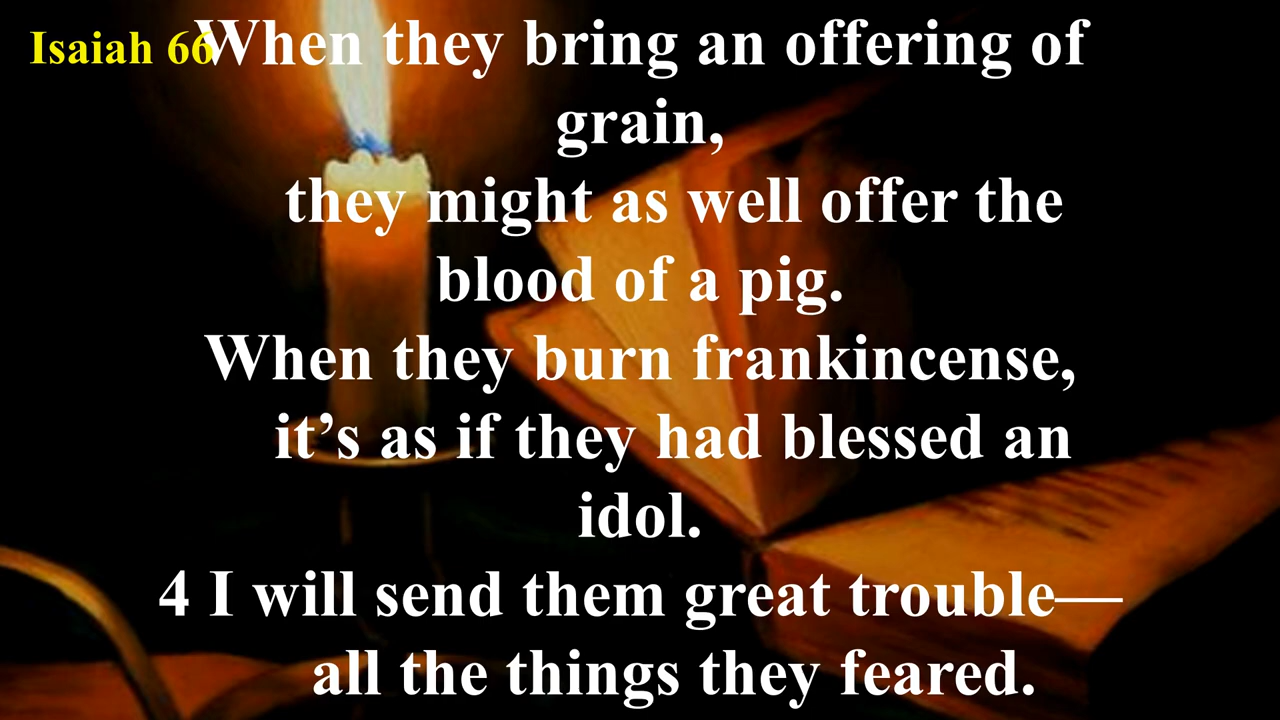 Isaiah 66
When they bring an offering of
grain,
they might as well offer the
blood of a pig.
When they burn frankincense,
it’s as if they had blessed an
idol.
4 I will send them great trouble—
all the things they feared.